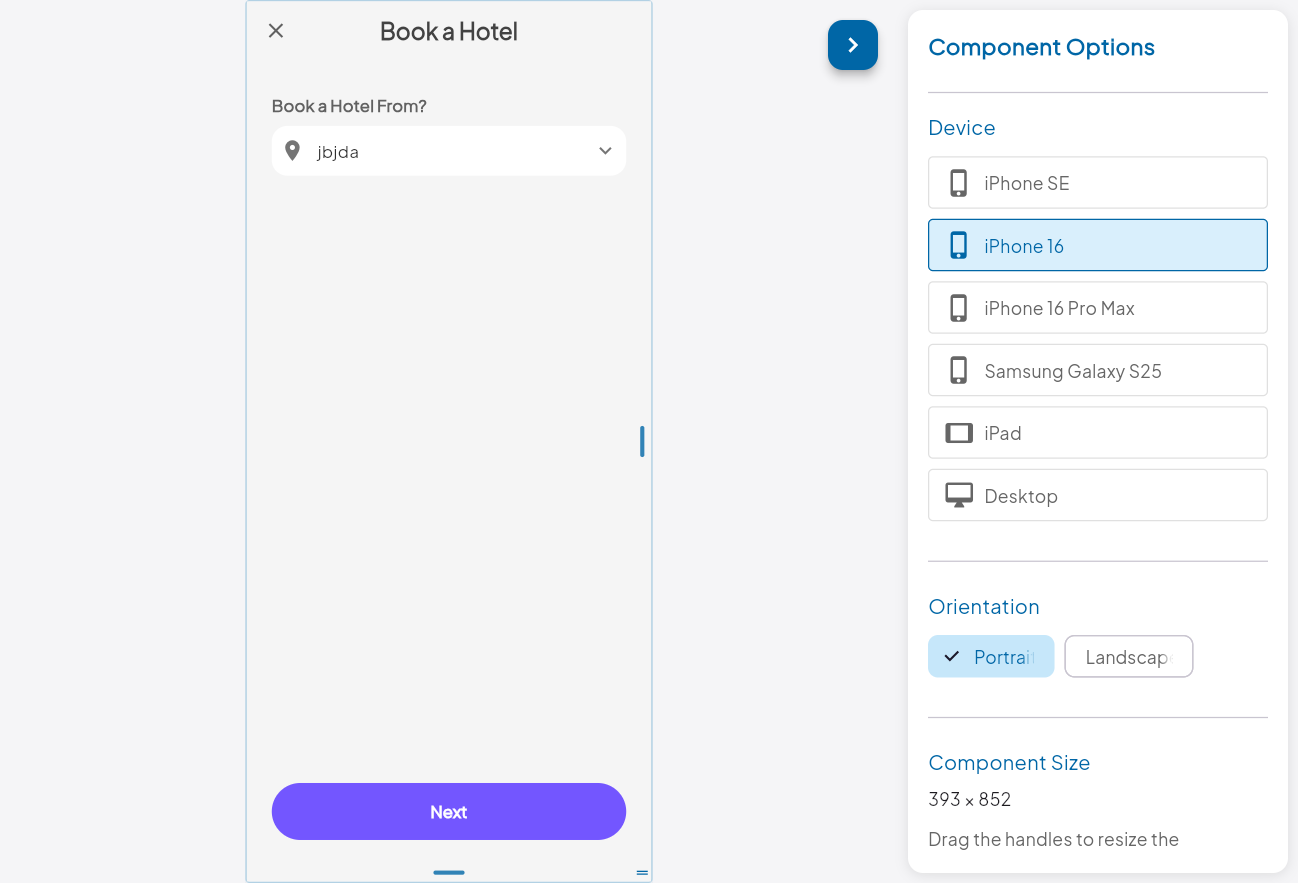 Book a Hotel
Book a Hotel From?
jbjda
Next
Component Options
Device
iPhone SE
iPhone 16
iPhone 16 Pro Max
Samsung Galaxy S25
iPad
Desktop
Orientation
Portrait
Landscape
Component Size
393 × 852
Drag the handles to resize the